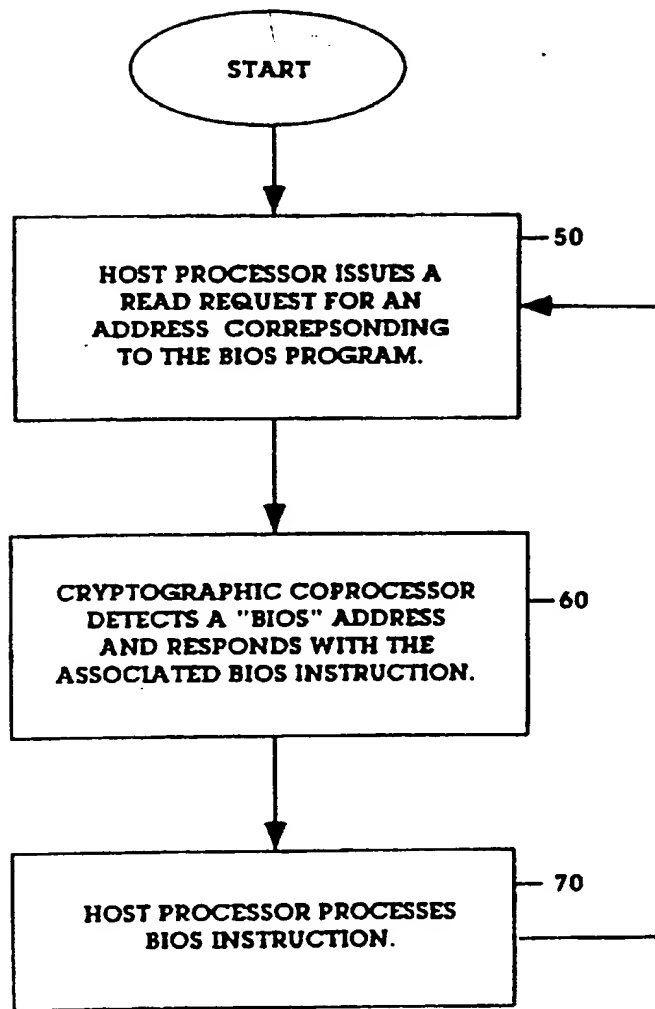 START
50
HOST PROCESSOR ISSUES A
READ REQUEST FOR AN
ADDRESS CORREPSONDING
TO THE BIOS PROGRAM.
60
CRYPTOGRAPHIC COPROCESSOR
DETECTS A "BIOS" ADDRESS
AND RESPONDS WITH THE
ASSOCIATED BIOS INSTRUCTION.
70
HOST PROCESSOR PROCESSES
BIOS INSTRUCTION.